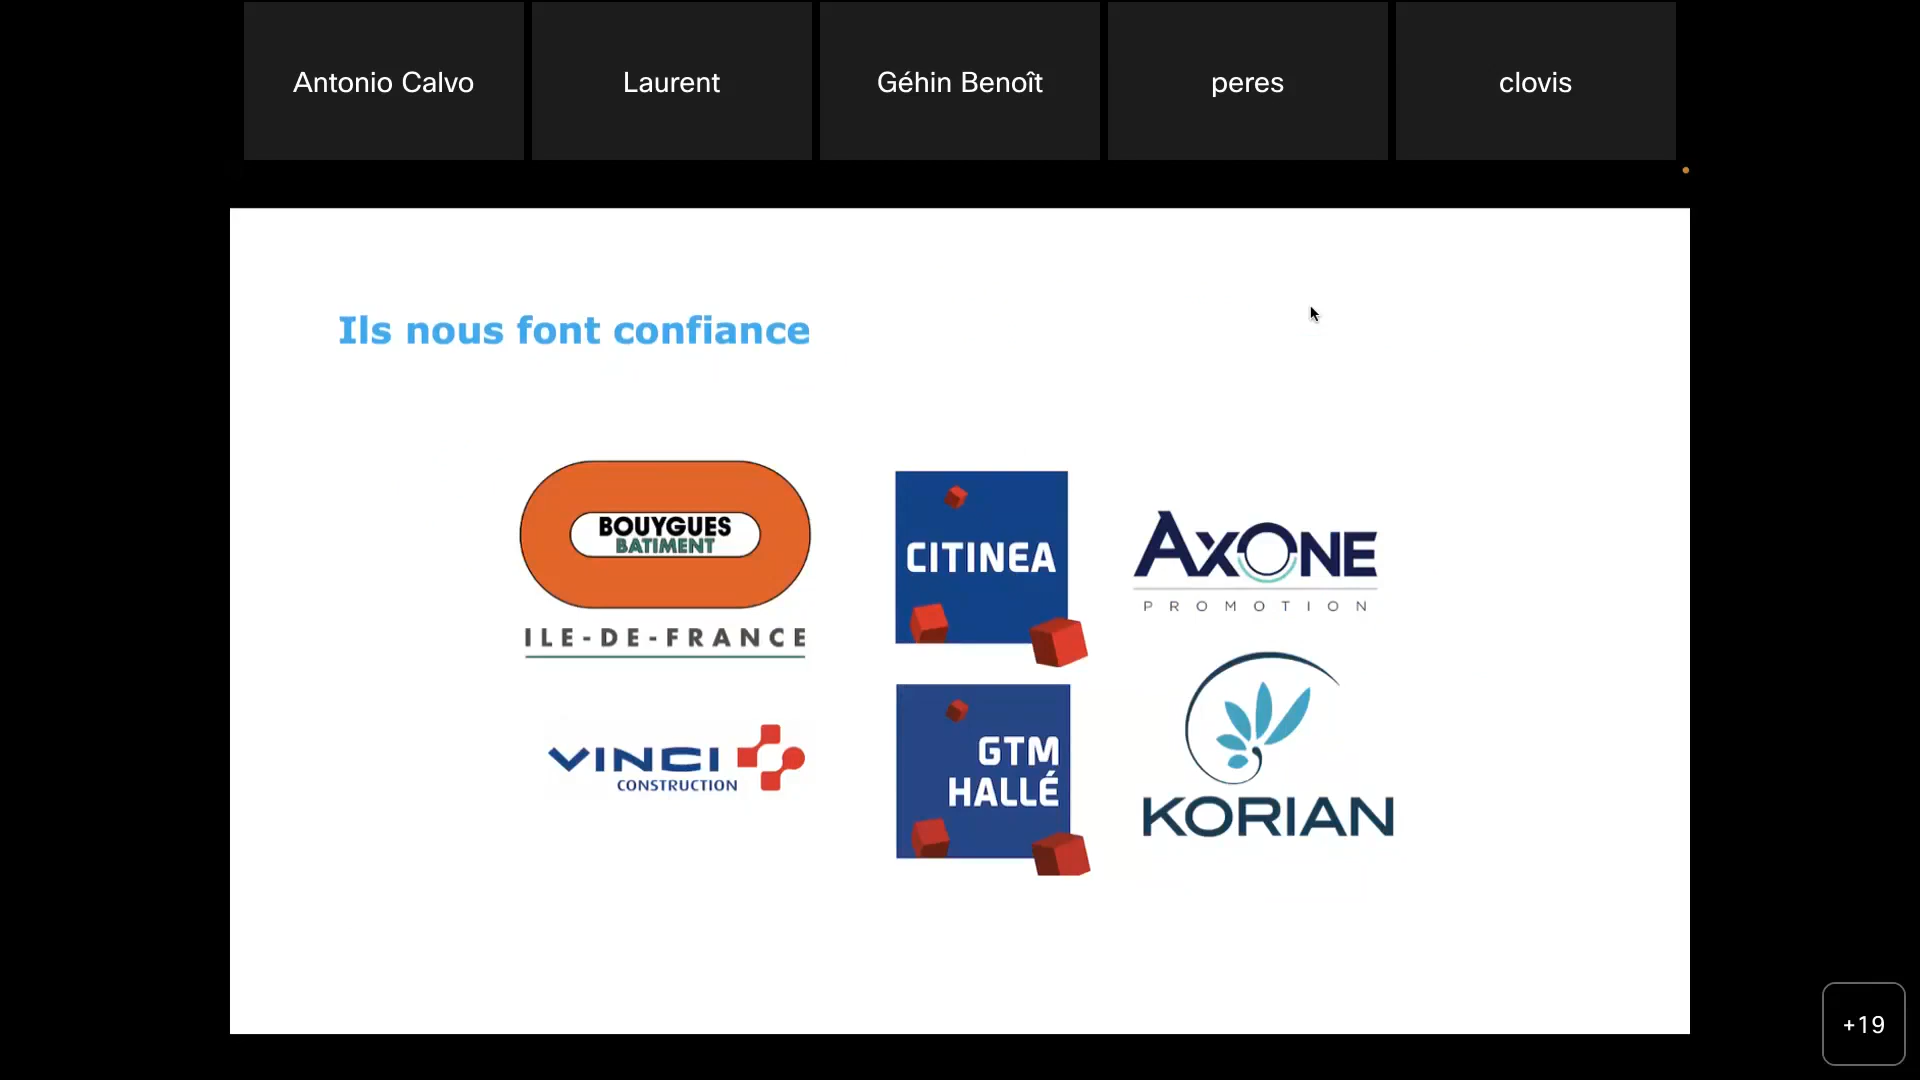 Antonio Calvo
Laurent
Géhin Benoît
peres
clovis
Ils nous font confiance
BOUYGUES
BATIMENT
ILE-DE-FRANCE
CITINEA
AXONE
PROMOTION
VINCI
CONSTRUCTION
GTM
HALLÉ
KORIAN
+19